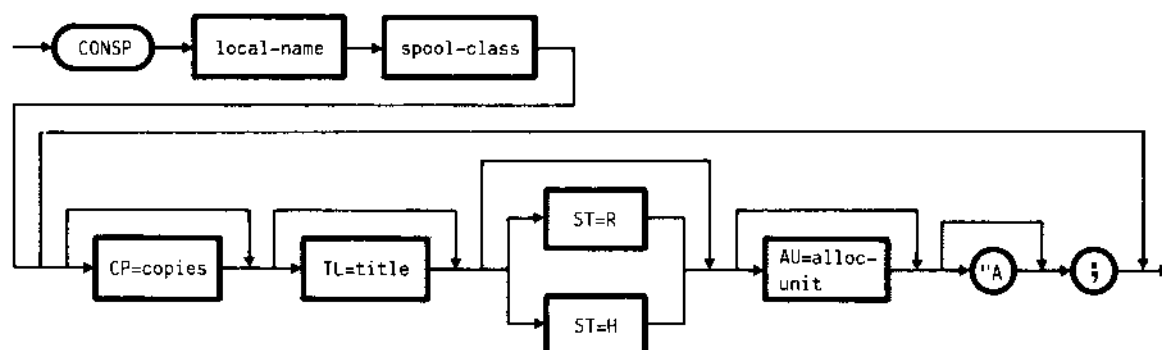 CONSP local-name spool-class
ST=R
CP=copies TL=title AU=alloc-
unit "A ;
ST=H